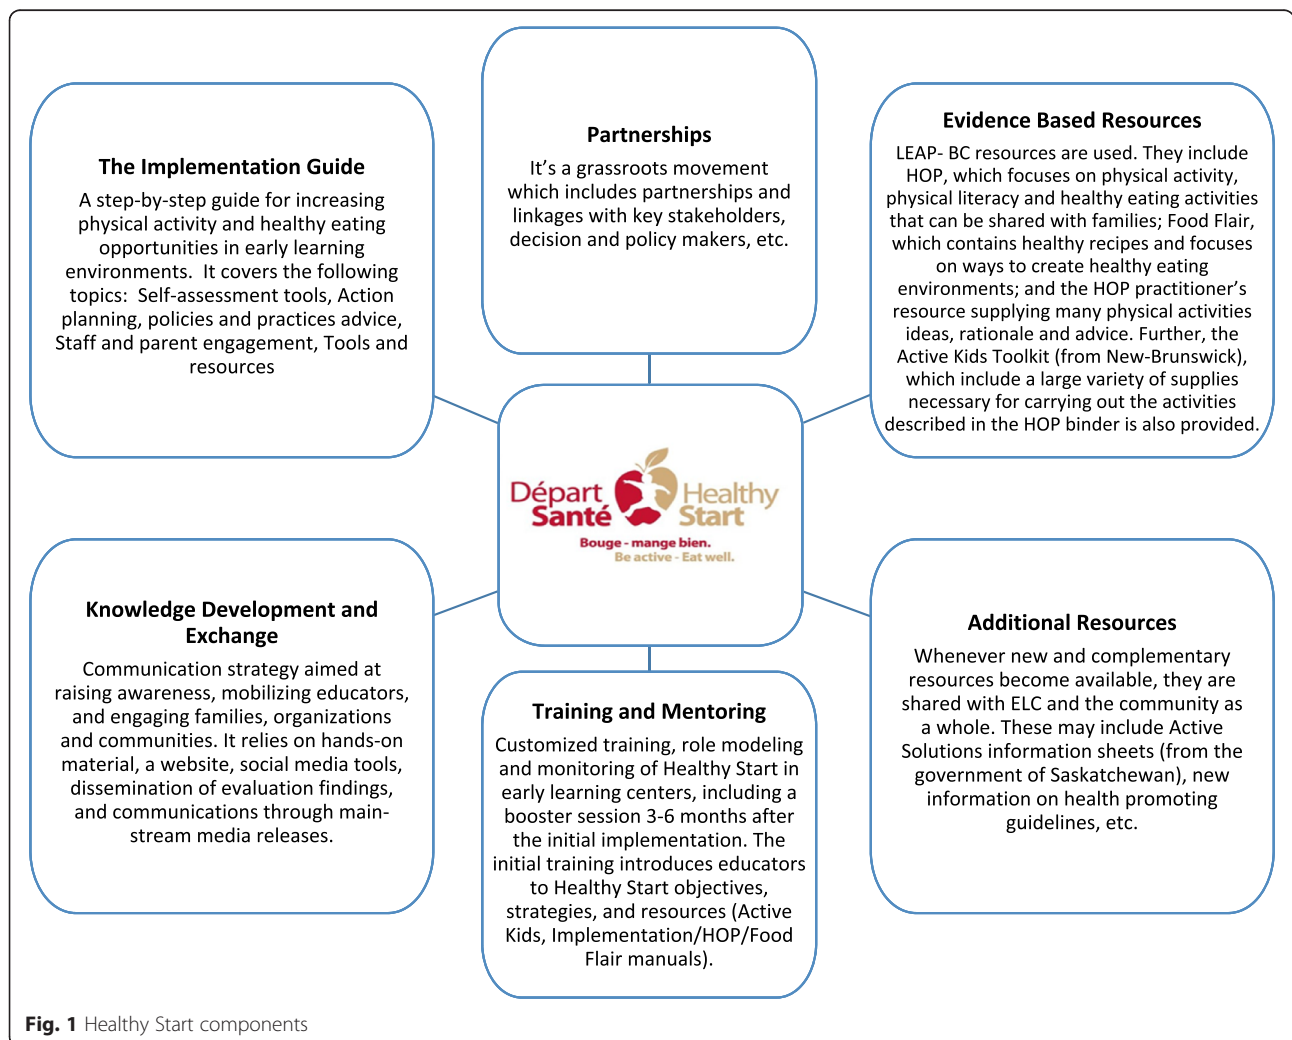 Partnerships
It's a grassroots movement
which includes partnerships and
linkages with key stakeholders,
decision and policy makers, etc.
The Implementation Guide
A step-by-step guide for increasing
physical activity and healthy eating
opportunities in early learning
environments.  It covers the following
topics:  Self-assessment tools, Action
planning, policies and practices advice,
Staff and parent engagement, Tools and
resources
Evidence Based Resources
LEAP- BC resources are used. They include
HOP, which focuses on physical activity,
physical literacy and healthy eating activities
that can be shared with families; Food Flair,
which contains healthy recipes and focuses
on ways to create healthy eating
environments; and the HOP practitioner's
resource supplying many physical activities
ideas, rationale and advice. Further, the
Active Kids Toolkit (from New-Brunswick),
which include a large variety of supplies
necessary for carrying out the activities
described in the HOP binder is also provided.
Départ Healthy
Santé Start
Bouge - mange bien.
Be active - Eat well.
Knowledge Development and
Exchange
Communication strategy aimed at
raising awareness, mobilizing educators,
and engaging families, organizations
and communities. It relies on hands-on
material, a website, social media tools,
dissemination of evaluation findings,
and communications through main-
stream media releases.
Training and Mentoring
Customized training, role modeling
and monitoring of Healthy Start in
early learning centers, including a
booster session 3-6 months after
the initial implementation. The
initial training introduces educators
to Healthy Start objectives,
strategies, and resources (Active
Kids, Implementation/HOP/Food
Flair manuals).
Additional Resources
Whenever new and complementary
resources become available, they are
shared with ELC and the community as
a whole. These may include Active
Solutions information sheets (from the
government of Saskatchewan), new
information on health promoting
guidelines, etc.
Fig. 1 Healthy Start components